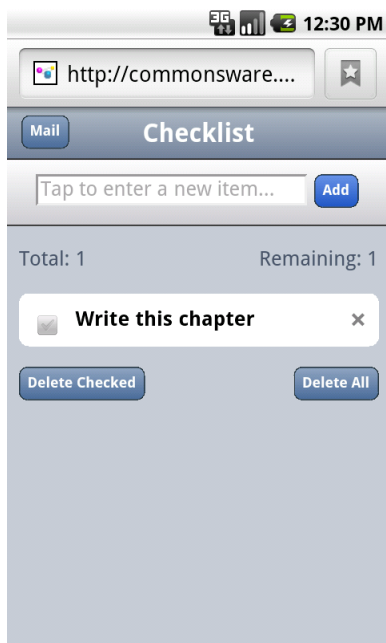 3G 12:30 PM
http://commonsware....
Mail Checklist
Tap to enter a new item... Add
Total: 1 Remaining: 1
Write this chapter ×
Delete Checked Delete All